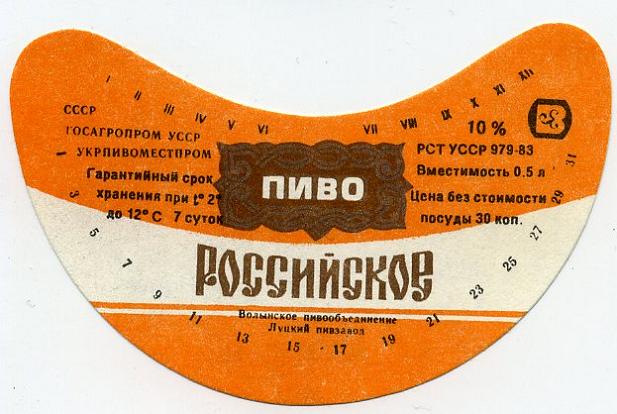 I II III IV V VI VII VIII IX X XI XII
СССР
ГОСАГРОПРОМ УССР
УКРПИВОМЕСТПРОМ
Гарантийный срок
хранения при t° 2°
до 12° С 7 суток
10 %
РСТ УССР 979-83
Вместимость 0.5 л
Цена без стоимости
посуды 30 коп.
ПИВО
РОССИЙСКОЕ
Волынское пивообъединение
Луцкий пивзавод
1 3 5 7 9 11 13 15 17 19 21 23 25 27 29 31